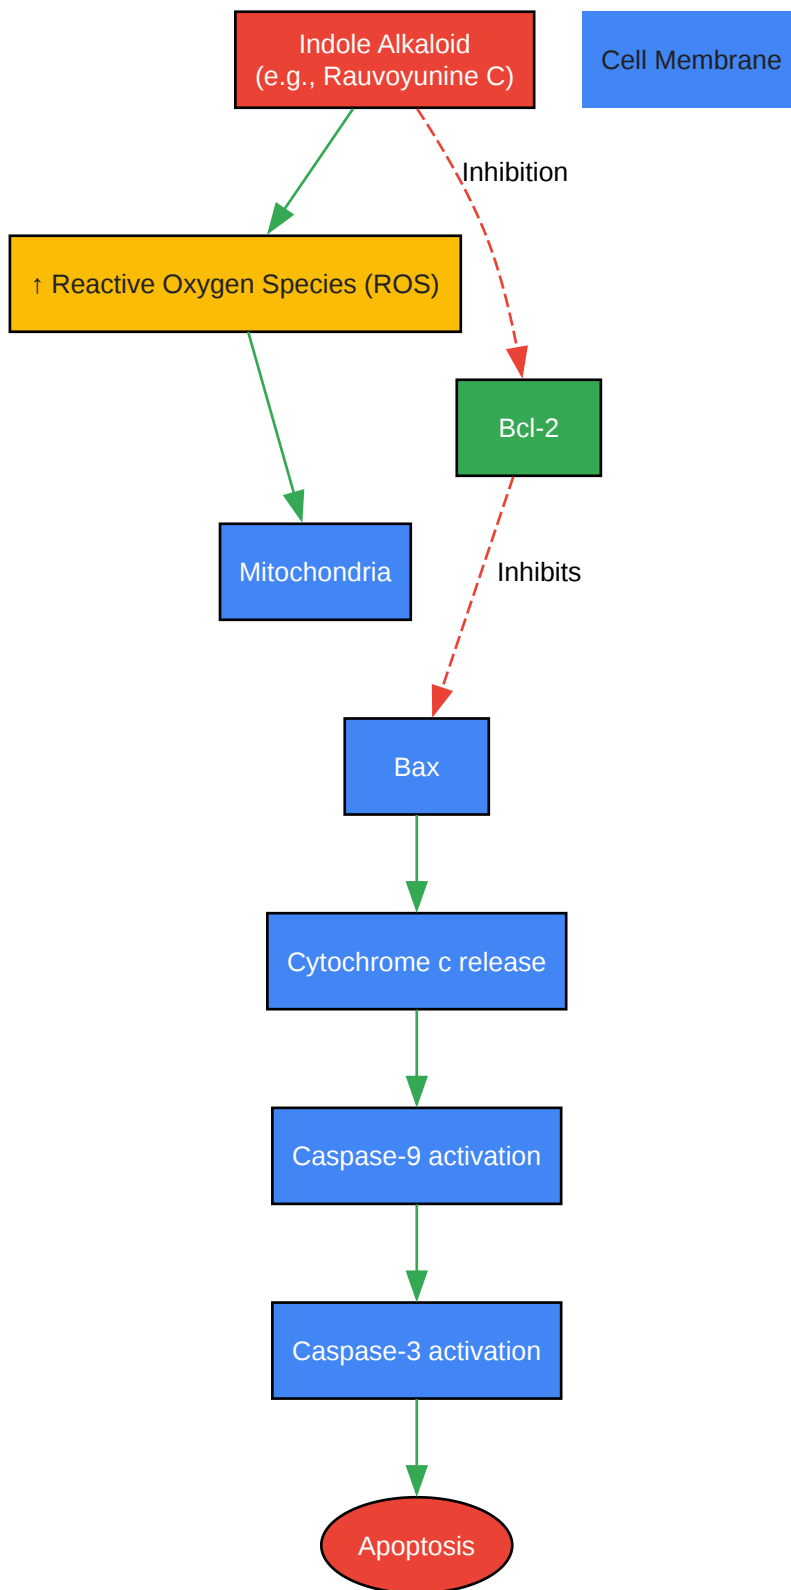 Indole Alkaloid
(e.g., Rauvoyunine C)
Cell Membrane
Inhibition
↑ Reactive Oxygen Species (ROS)
Bcl-2
Mitochondria
Inhibits
Bax
Cytochrome c release
Caspase-9 activation
Caspase-3 activation
Apoptosis